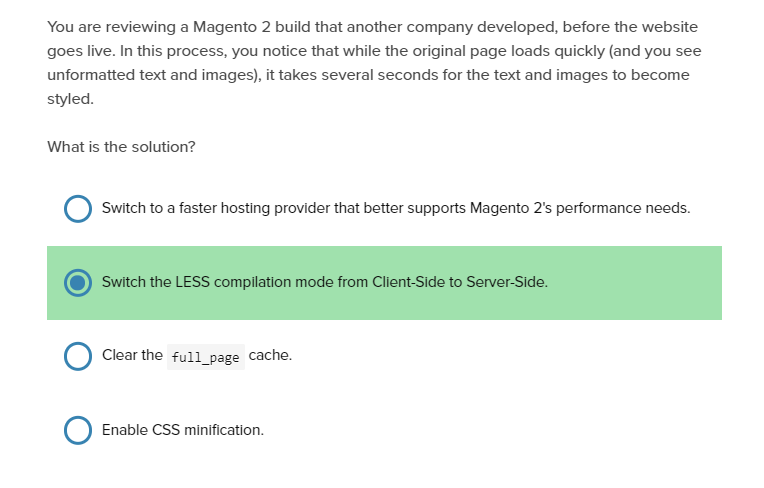 You are reviewing a Magento 2 build that another company developed, before the website
goes live. In this process, you notice that while the original page loads quickly (and you see
unformatted text and images), it takes several seconds for the text and images to become
styled.
What is the solution?
Switch to a faster hosting provider that better supports Magento 2's performance needs.
Switch the LESS compilation mode from Client-Side to Server-Side.
Clear the full_page cache.
Enable CSS minification.